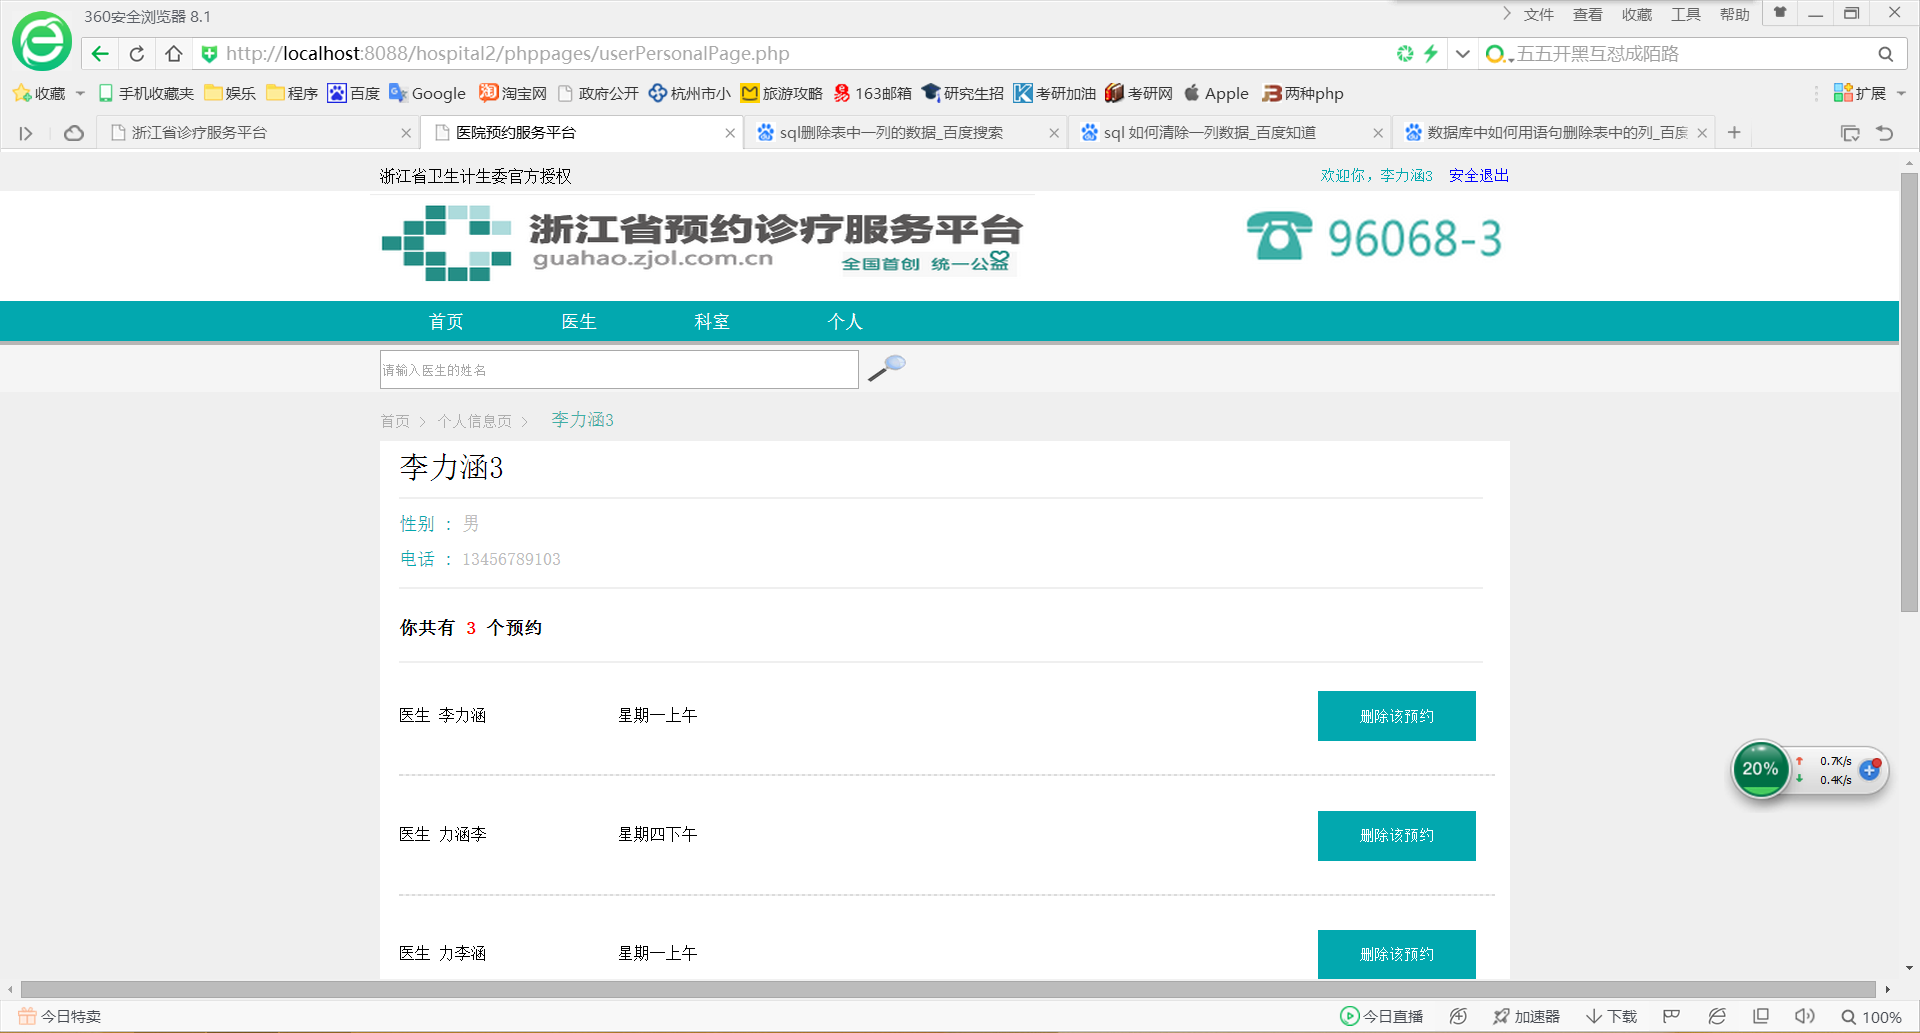 360安全浏览器 8.1
文件 查看 收藏 工具 帮助
http://localhost:8088/hospital2/phppages/userPersonalPage.php
五五开黑互怼成陌路
收藏 手机收藏夹 娱乐 程序 百度 Google 淘宝网 政府公开 杭州市小 旅游攻略 163邮箱 研究生招 考研加油 考研网 Apple 两种php 扩展
浙江省诊疗服务平台 医院预约服务平台 sql删除表中一列的数据_百度搜索 sql 如何清除一列数据_百度知道 数据库中如何用语句删除表中的列_百度
浙江省卫生计生委官方授权
欢迎你，李力涵3 安全退出
浙江省预约诊疗服务平台
guahao.zjol.com.cn
全国首创 统一公益
96068-3
首页 医生 科室 个人
请输入医生的姓名
首页 > 个人信息页 > 李力涵3
李力涵3
性别 ： 男
电话 ： 13456789103
你共有 3 个预约
医生 李力涵 星期一上午 删除该预约
医生 力涵李 星期四下午 删除该预约
医生 力李涵 星期一上午 删除该预约
20%
0.7K/s
0.4K/s
今日特卖
今日直播 加速器 下载 100%